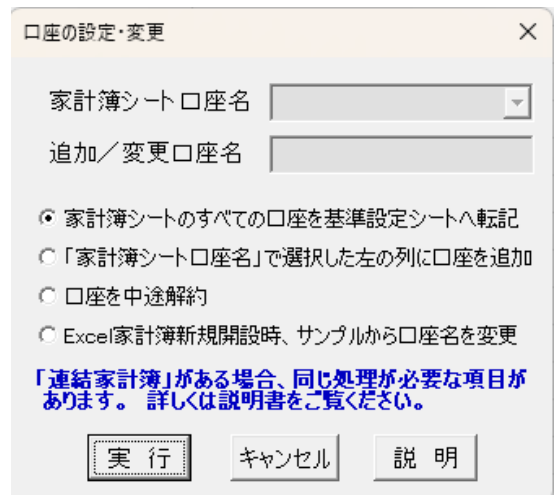 口座の設定・変更
家計簿シート口座名
追加／変更口座名
家計簿シートのすべての口座を基準設定シートへ転記
「家計簿シート口座名」で選択した左の列に口座を追加
口座を中途解約
Excel家計簿新規開設時、サンプルから口座名を変更
「連結家計簿」がある場合、同じ処理が必要な項目が
あります。 詳しくは説明書をご覧ください。
実 行 キャンセル 説 明